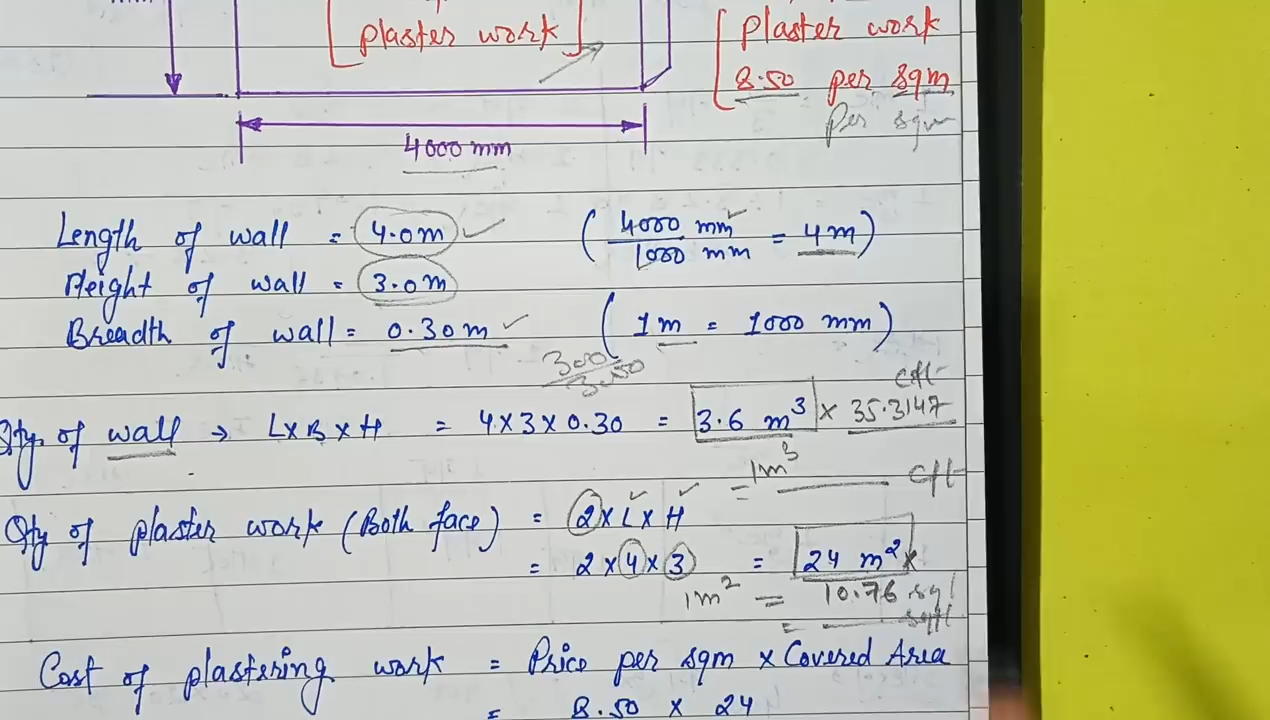 [plaster work]
plaster work
8.50 per sqm
Per sqm
4000 mm
Length of wall = 4.0m (4000 mm / 1000 mm = 4m)
Height of wall = 3.0m
Breadth of wall = 0.30m (1m = 1000 mm)
300
cft
Qty. of wall → L×B×H = 4×3×0.30 = 3.6 m³ × 35.3147
= 1m³ cft
Qty of plaster work (Both face) = 2×L×H
= 2×4×3 = 24 m² ×
1m² = 10.76
= sqft
Cost of plastering work = Price per sqm × Covered Area
= 8.50 × 24